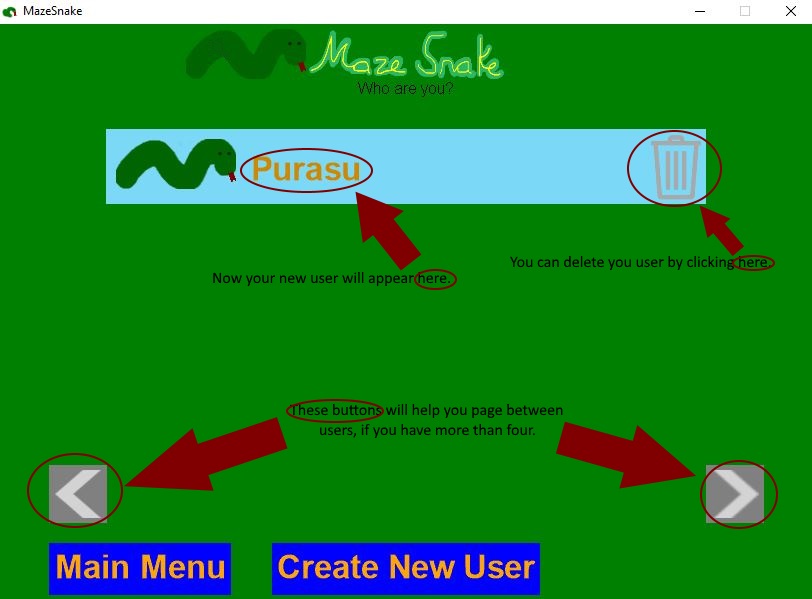 MazeSnake
Maze Snake
Who are you?
Purasu
You can delete you user by clicking here.
Now your new user will appear here.
These buttons will help you page between
users, if you have more than four.
Main Menu
Create New User